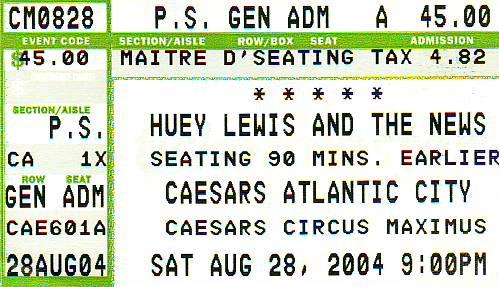 CM0828 P.S. GEN ADM A 45.00
EVENT CODE SECTION/AISLE ROW/BOX SEAT ADMISSION
$45.00 MAITRE D'SEATING TAX 4.82
* * * * *
SECTION/AISLE
P.S. HUEY LEWIS AND THE NEWS
CA 1X SEATING 90 MINS. EARLIER
ROW SEAT
GEN ADM CAESARS ATLANTIC CITY
CAE601A CAESARS CIRCUS MAXIMUS
28AUG04 SAT AUG 28, 2004 9:00PM